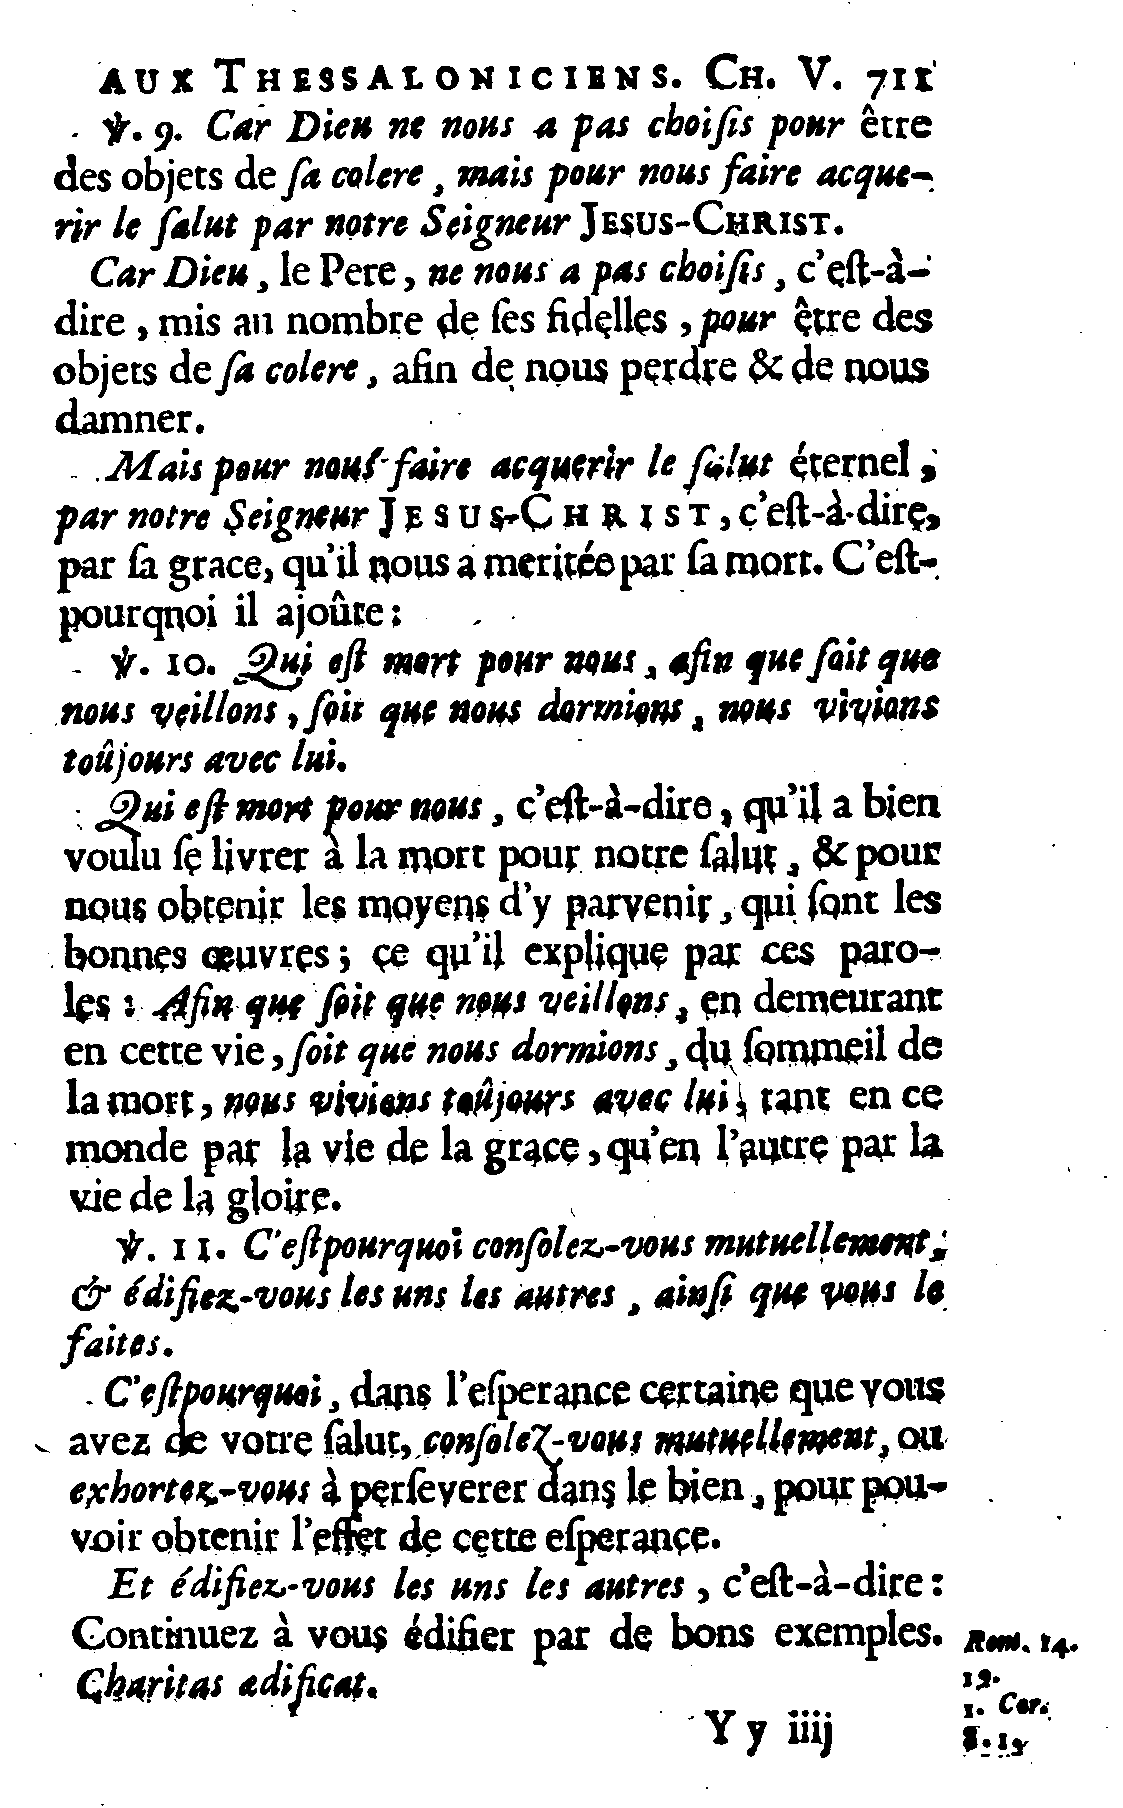 AUX THESSALONICIENS. CH. V. 711
℣. 9. Car Dieu ne nous a pas choiſis pour être
des objets de ſa colere, mais pour nous faire acque-
rir le ſalut par notre Seigneur JESUS-CHRIST.
Car Dieu, le Pere, ne nous a pas choiſis, c'eſt-à-
dire, mis au nombre de ſes fidelles, pour être des
objets de ſa colere, afin de nous perdre & de nous
damner.
Mais pour nous faire acquerir le ſalut éternel,
par notre Seigneur JESUS-CHRIST, c'eſt-à-dire,
par ſa grace, qu'il nous a meritée par ſa mort. C'eſt-
pourquoi il ajoûte:
℣. 10. Qui eſt mort pour nous, afin que ſoit que
nous veillons, ſoit que nous dormions, nous vivions
toûjours avec lui.
Qui eſt mort pour nous, c'eſt-à-dire, qu'il a bien
voulu ſe livrer à la mort pour notre ſalut, & pour
nous obtenir les moyens d'y parvenir, qui ſont les
bonnes œuvres; ce qu'il explique par ces paro-
les: Afin que ſoit que nous veillons, en demeurant
en cette vie, ſoit que nous dormions, du ſommeil de
la mort, nous vivions toûjours avec lui, tant en ce
monde par la vie de la grace, qu'en l'autre par la
vie de la gloire.
℣. 11. C'eſtpourquoi conſolez-vous mutuellement,
& édifiez-vous les uns les autres, ainſi que vous le
faites.
C'eſtpourquoi, dans l'eſperance certaine que vous
avez de votre ſalut, conſolez-vous mutuellement, ou
exhortez-vous à perſeverer dans le bien, pour pou-
voir obtenir l'effet de cette eſperance.
Et édifiez-vous les uns les autres, c'eſt-à-dire:
Continuez à vous édifier par de bons exemples.
Charitas ædificat.
Rom. 14.
19.
1. Cor.
Y y iiij